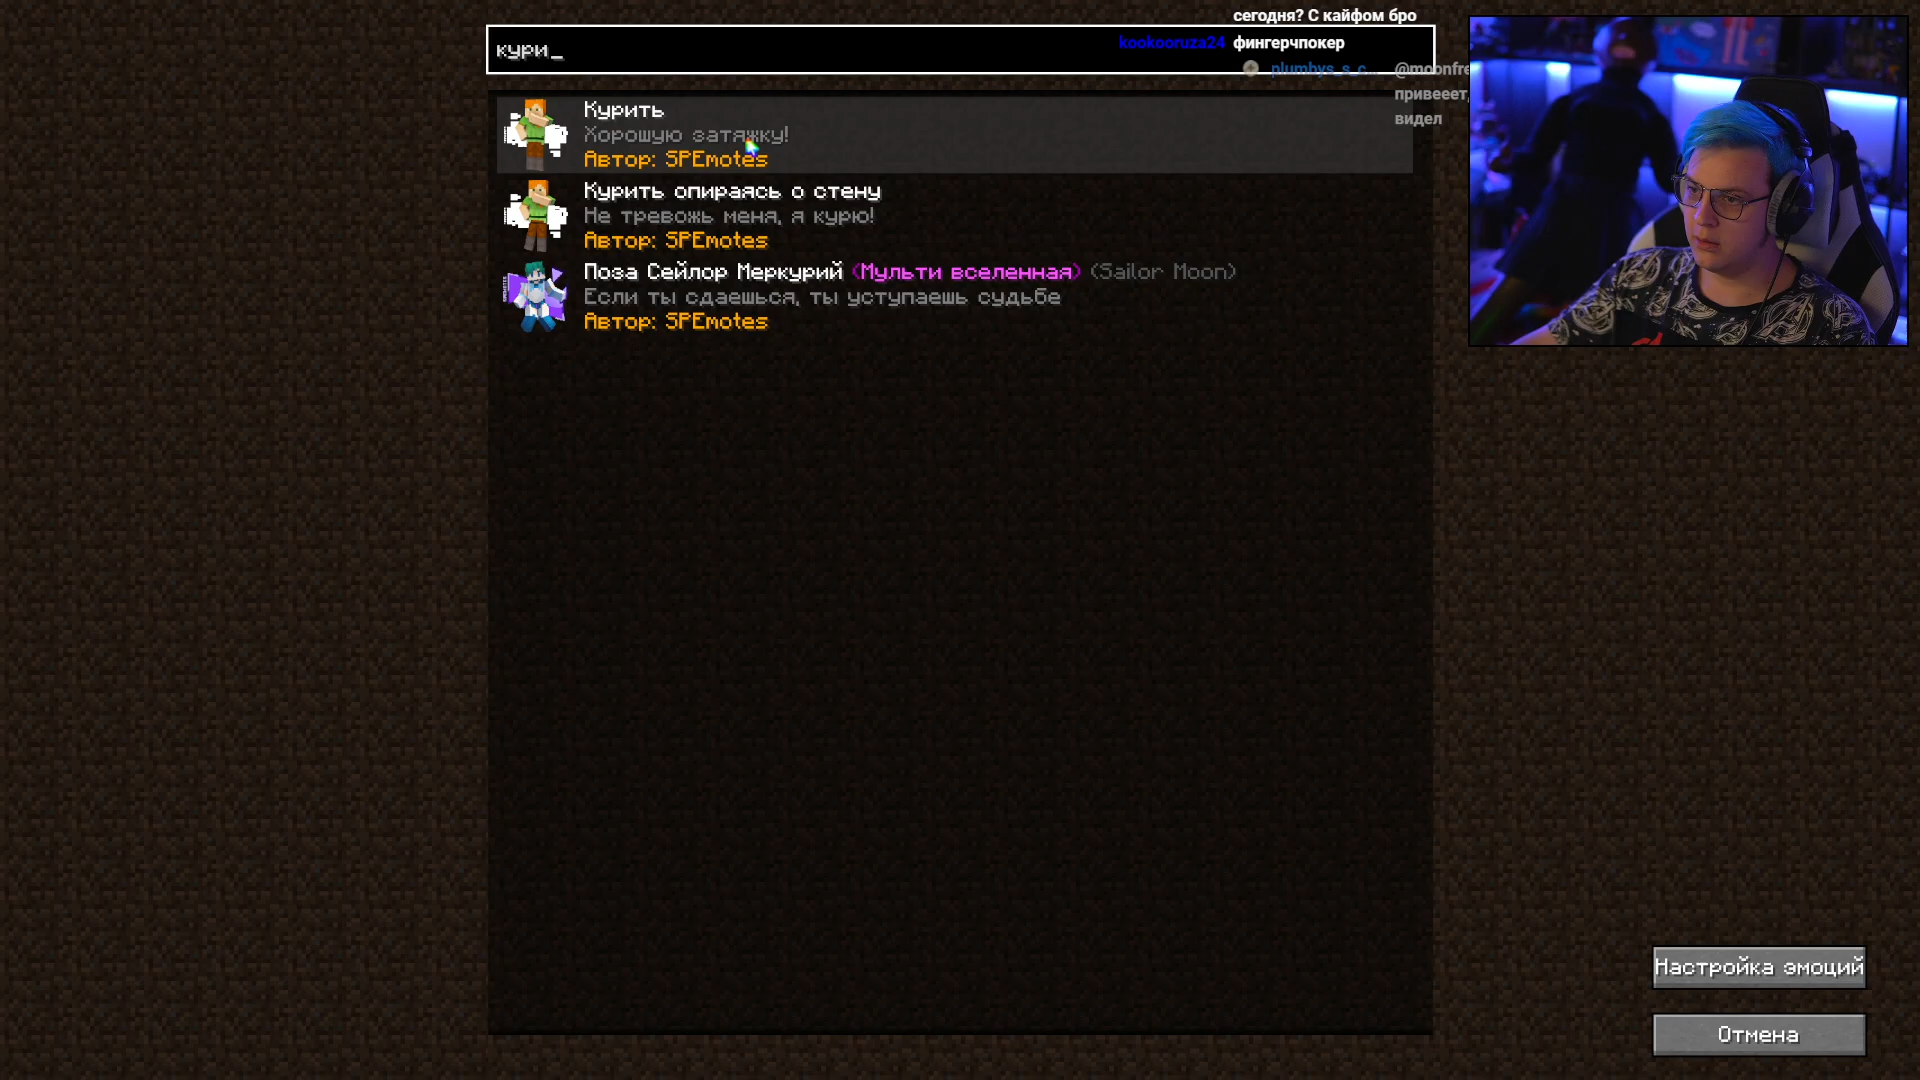 сегодня? С кайфом бро
кури_
kookooruza24 фингерчпокер
plumbys_s_c... @moonfre
привееет,
видел
Курить
Хорошую затяжку!
Автор: SPEmotes
Курить опираясь о стену
Не тревожь меня, я курю!
Автор: SPEmotes
Поза Сейлор Меркурий (Мульти вселенная) (Sailor Moon)
Если ты сдаешься, ты уступаешь судьбе
Автор: SPEmotes
Настройка эмоций
Отмена